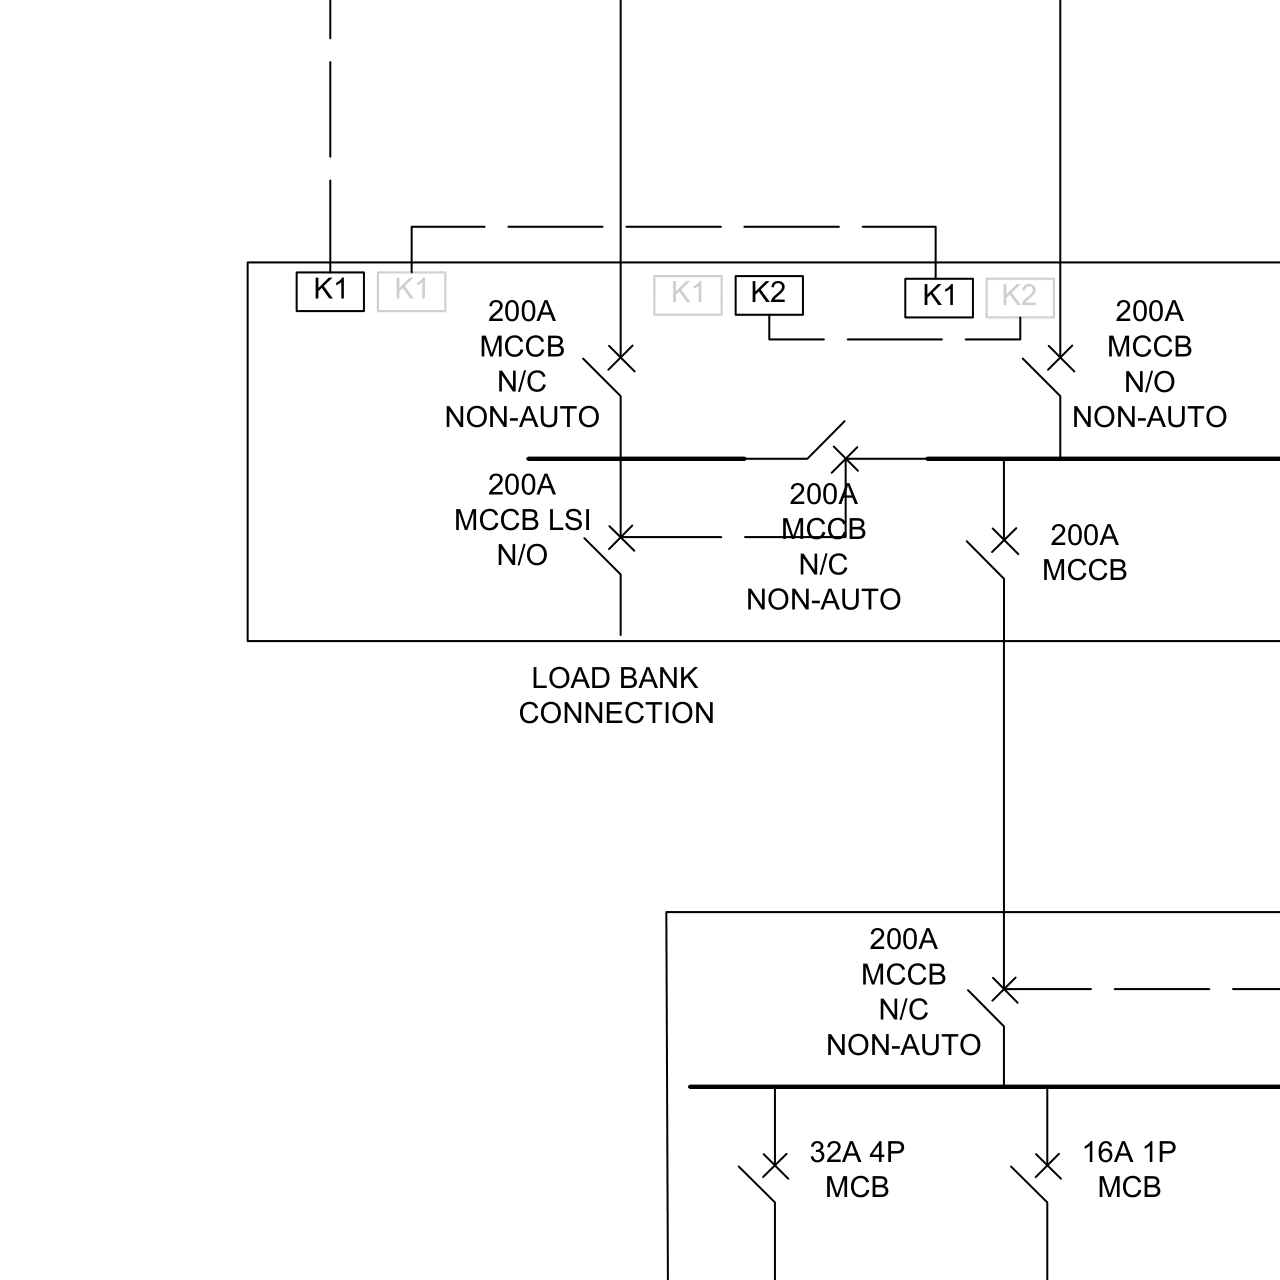 K1
K1
K1
K2
K1
K2
200A
MCCB
N/C
NON-AUTO
200A
MCCB
N/O
NON-AUTO
200A
MCCB LSI
N/O
200A
MCCB
N/C
NON-AUTO
200A
MCCB
LOAD BANK
CONNECTION
200A
MCCB
N/C
NON-AUTO
32A 4P
MCB
16A 1P
MCB